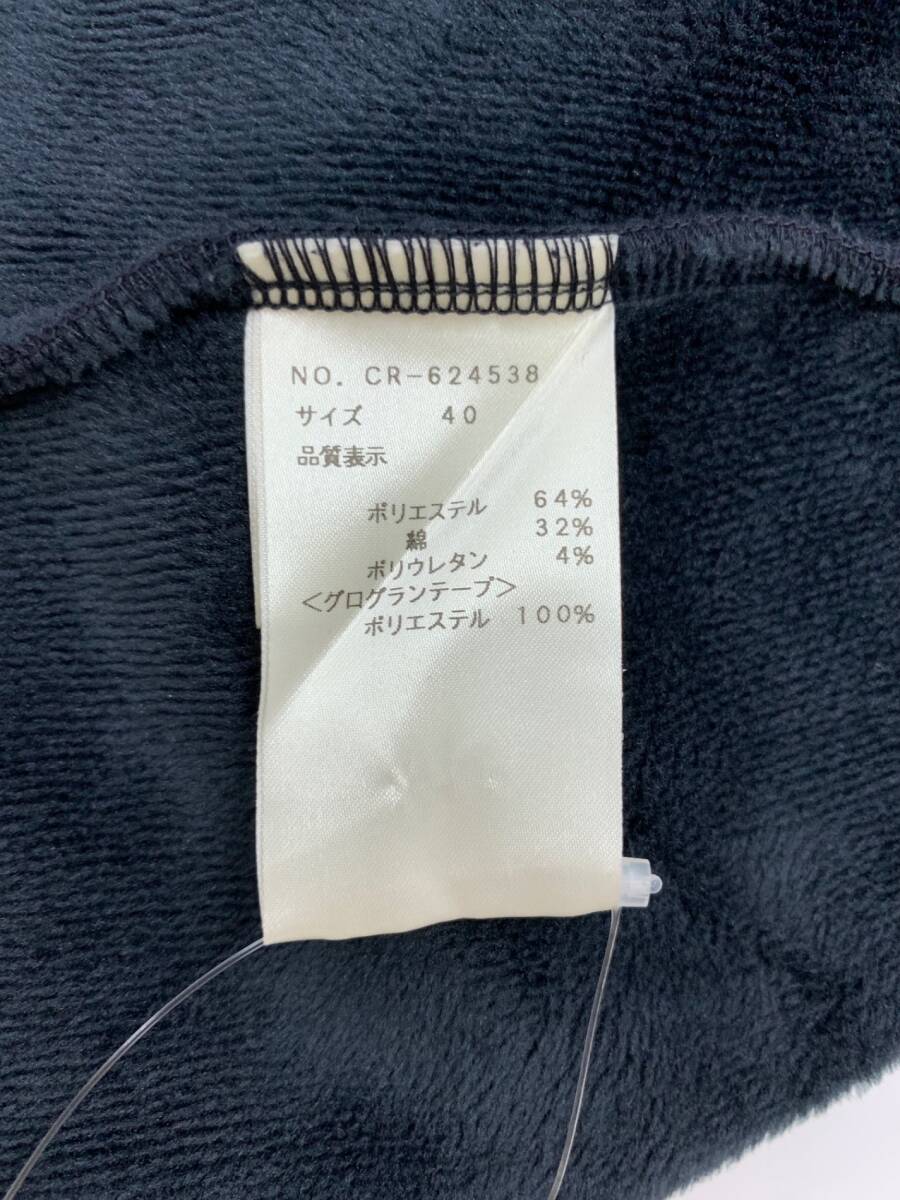 NO. CR-624538
サイズ 40
品質表示
ポリエステル 64%
綿 32%
ポリウレタン 4%
<グログランテープ>
ポリエステル 100%